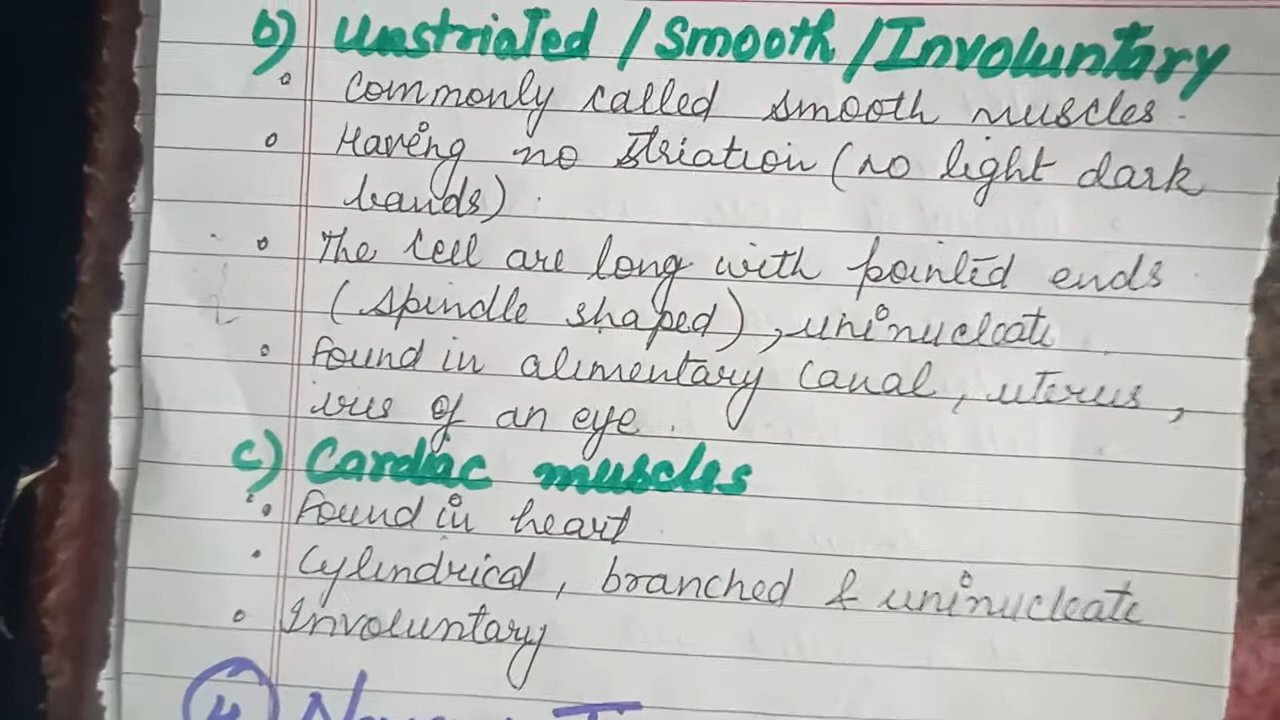 b) Unstriated / Smooth / Involuntary
Commonly called smooth muscles.
Having no striation (no light dark
bands).
The cell are long with pointed ends
(spindle shaped), uninucleate
Found in alimentary canal, uterus,
iris of an eye.
c) Cardiac muscles
Found in heart
Cylindrical, branched & uninucleate
Involuntary
4